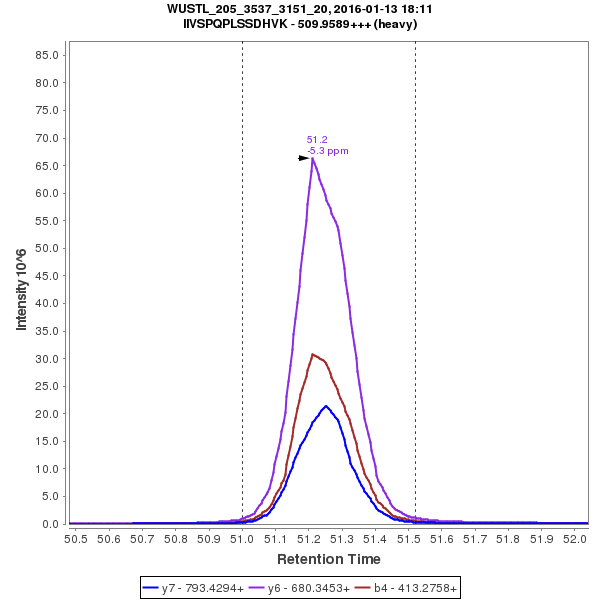 WUSTL_205_3537_3151_20, 2016-01-13 18:11
IIVSPQPLSSDHVK - 509.9589+++ (heavy)
85.0
80.0
75.0
70.0
65.0
60.0
55.0
50.0
45.0
40.0
35.0
30.0
25.0
20.0
15.0
10.0
5.0
0.0
Intensity 10^6
51.2
-5.3 ppm
50.5 50.6 50.7 50.8 50.9 51.0 51.1 51.2 51.3 51.4 51.5 51.6 51.7 51.8 51.9 52.0
Retention Time
y7 - 793.4294+ y6 - 680.3453+ b4 - 413.2758+